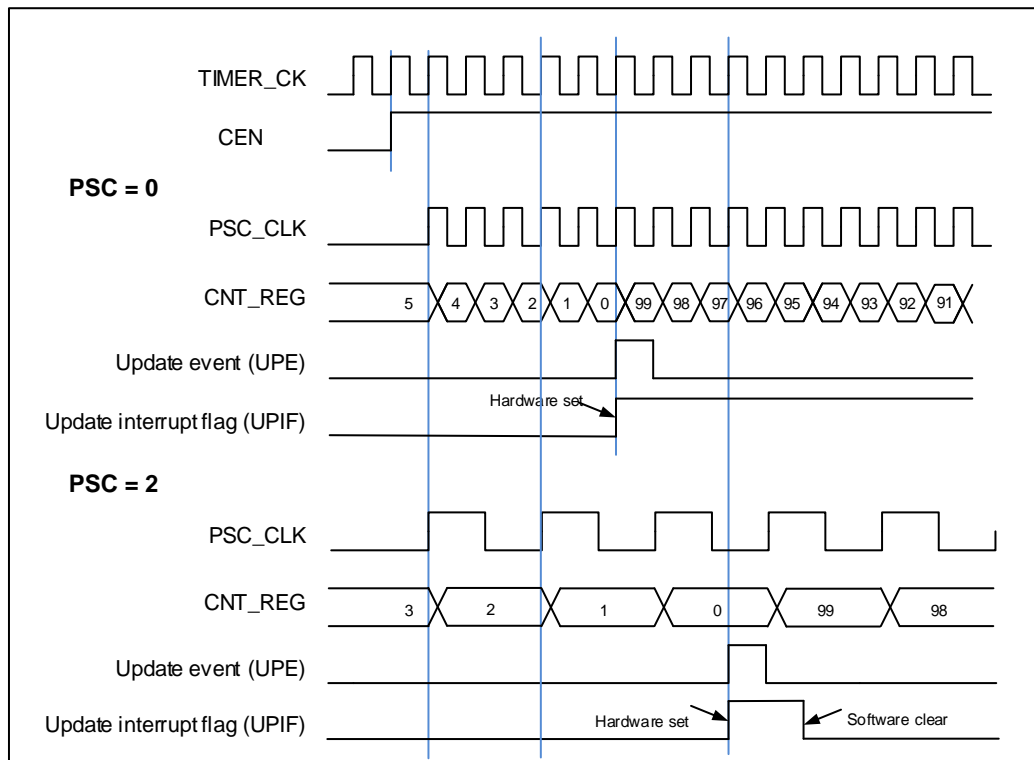 TIMER_CK
CEN
PSC = 0
PSC_CLK
CNT_REG 5 4 3 2 1 0 99 98 97 96 95 94 93 92 91
Update event (UPE)
Hardware set
Update interrupt flag (UPIF)
PSC = 2
PSC_CLK
CNT_REG 3 2 1 0 99 98
Update event (UPE)
Update interrupt flag (UPIF) Hardware set Software clear